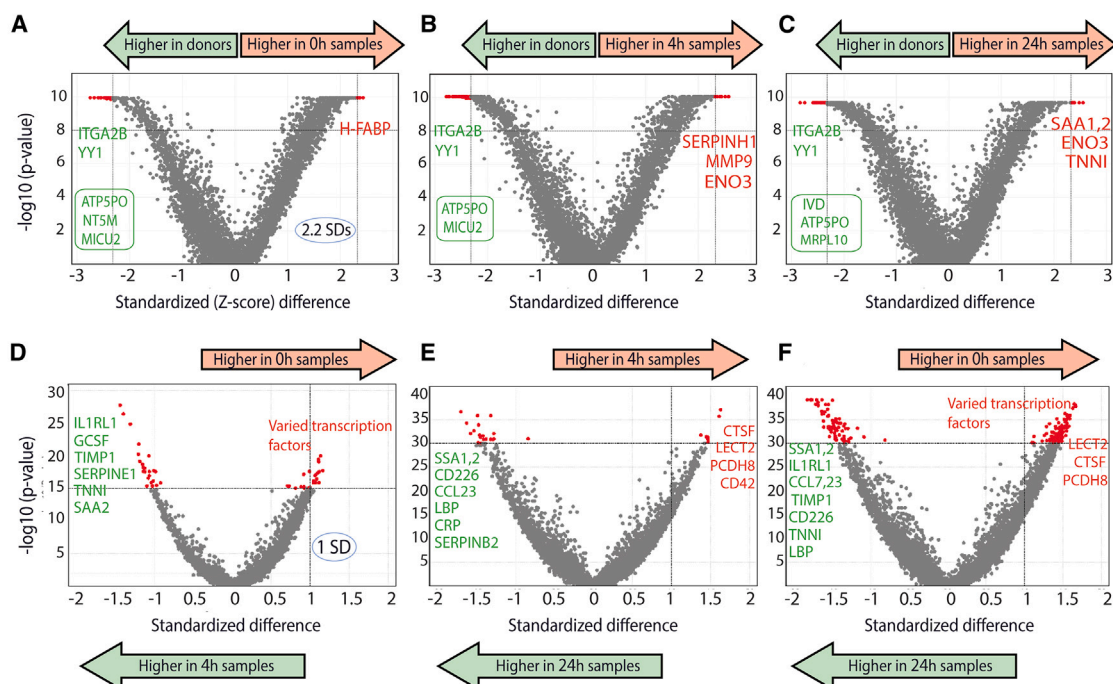 A
Higher in donors
Higher in 0h samples
B
Higher in donors
Higher in 4h samples
C
Higher in donors
Higher in 24h samples
-log10 (p-value)
10
8
6
4
2
ITGA2B
YY1
ATP5PO
NT5M
MICU2
H-FABP
2.2 SDs
-3
-2
-1
0
1
2
3
Standardized (Z-score) difference
10
8
6
4
2
ITGA2B
YY1
ATP5PO
MICU2
SERPINH1
MMP9
ENO3
-3
-2
-1
0
1
2
3
Standardized difference
10
8
6
4
2
ITGA2B
YY1
IVD
ATP5PO
MRPL10
SAA1,2
ENO3
TNNI
-3
-2
-1
0
1
2
3
Standardized (Z-score) difference
D
Higher in 0h samples
E
Higher in 4h samples
F
Higher in 0h samples
-log10 (p-value)
30
25
20
15
10
5
IL1RL1
GCSF
TIMP1
SERPINE1
TNNI
SAA2
Varied transcription
factors
1 SD
-2
-1.5
-1
0.5
0
0.5
1
1.5
2
Standardized difference
Higher in 4h samples
40
35
30
25
20
15
10
5
SSA1,2
CD226
CCL23
LBP
CRP
SERPINB2
CTSF
LECT2
PCDH8
CD42
-2
-1.5
-1
0.5
0
0.5
1
1.5
2
Standardized difference
Higher in 24h samples
40
35
30
25
20
15
10
5
SSA1,2
IL1RL1
CCL7,23
TIMP1
CD226
TNNI
LBP
Varied transcription
factors
LECT2
CTSF
PCDH8
-2
-1.5
-1
0.5
0
0.5
1
1.5
2
Standardized difference
Higher in 24h samples